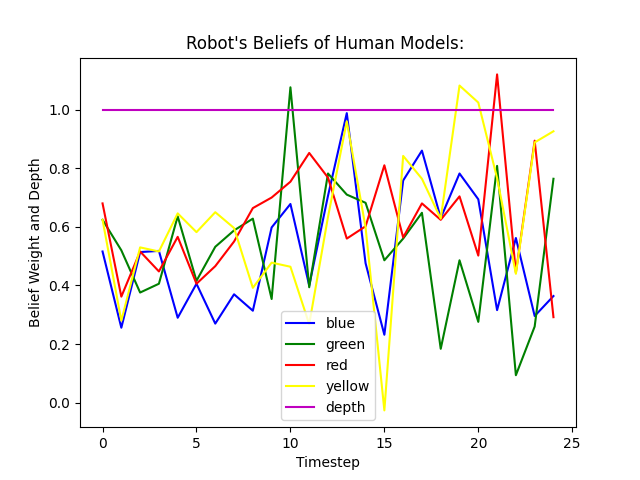 Robot's Beliefs of Human Models:
Belief Weight and Depth
1.0
0.8
0.6
0.4
0.2
0.0
blue
green
red
yellow
depth
0 5 10 15 20 25
Timestep